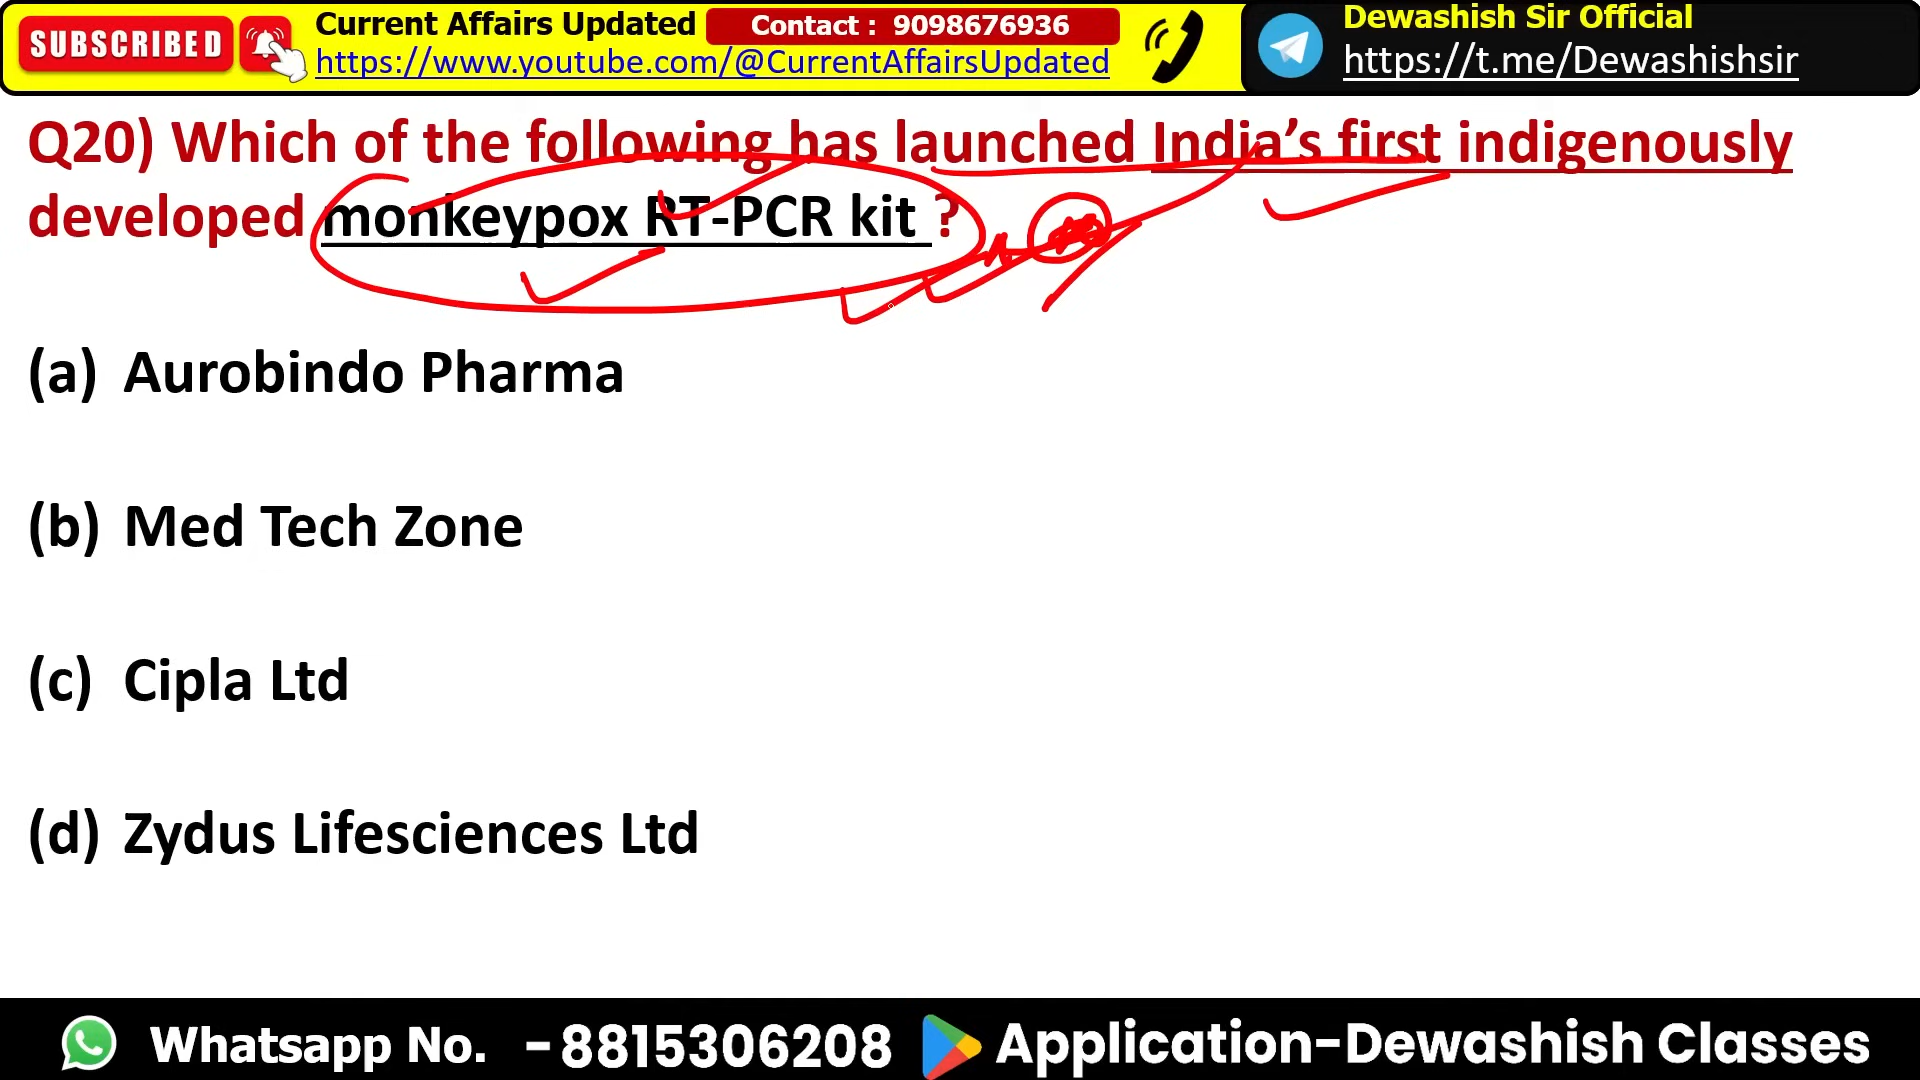 SUBSCRIBED
Current Affairs Updated
Contact : 9098676936
https://www.youtube.com/@CurrentAffairsUpdated
Dewashish Sir Official
https://t.me/Dewashishsir
Q20) Which of the following has launched India’s first indigenously
developed monkeypox RT-PCR kit ?
(a) Aurobindo Pharma
(b) Med Tech Zone
(c) Cipla Ltd
(d) Zydus Lifesciences Ltd
Whatsapp No. -8815306208
Application-Dewashish Classes